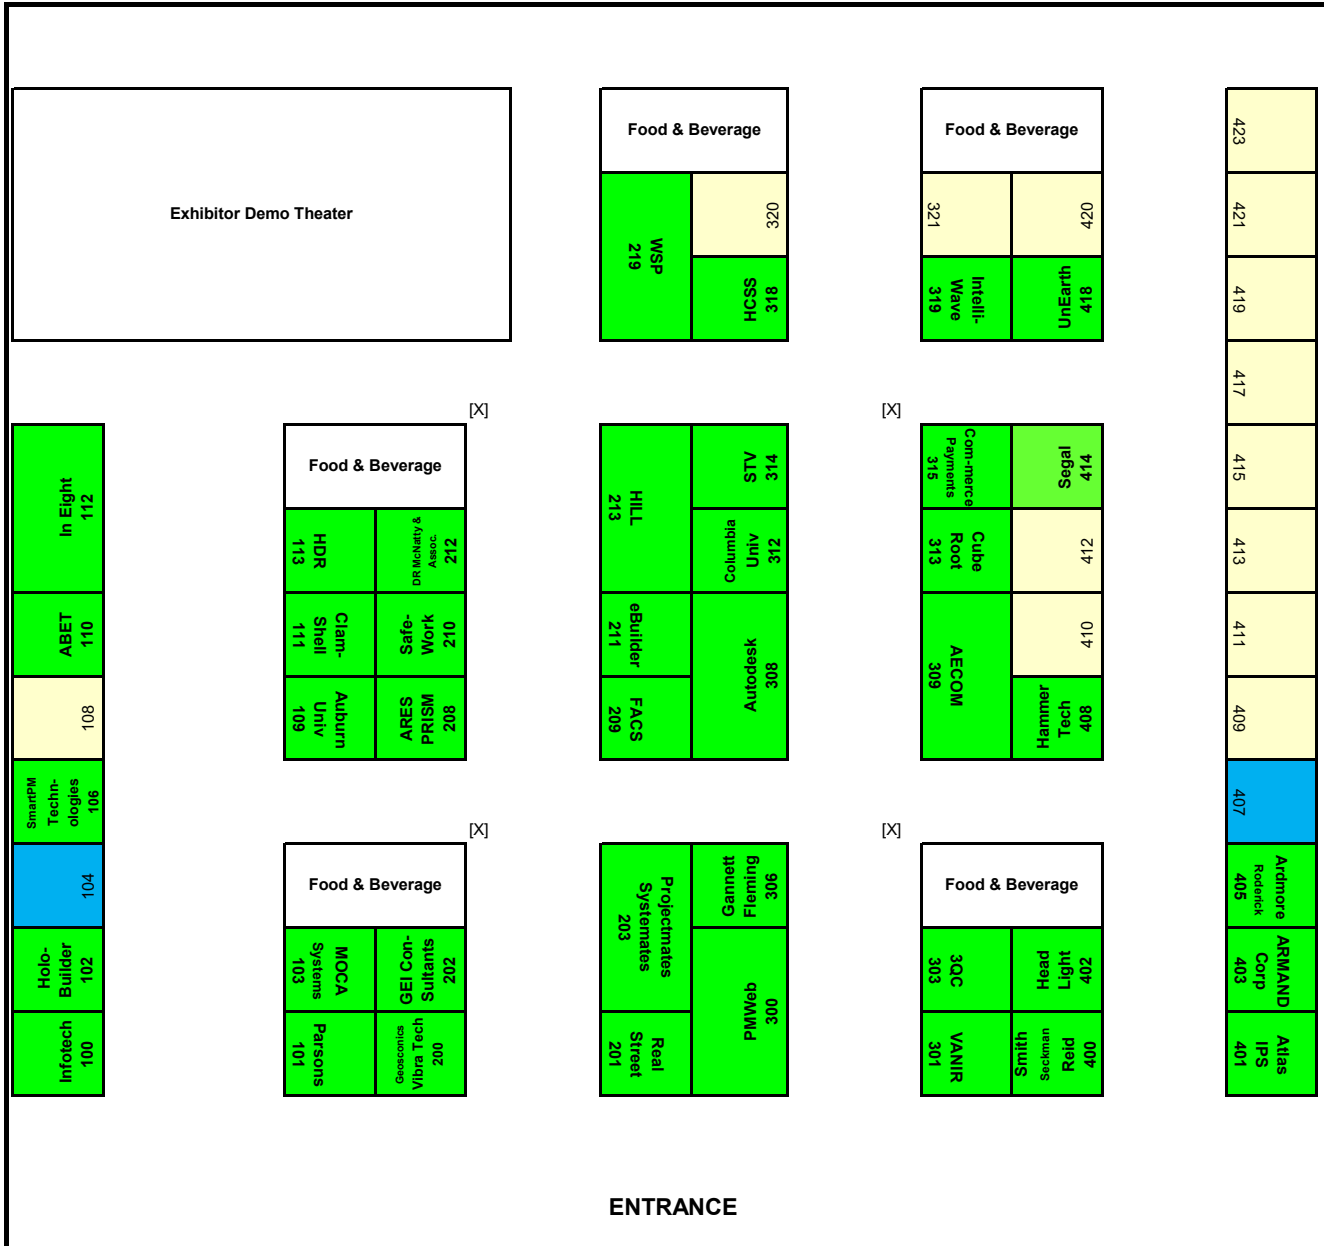 Food & Beverage
Food & Beverage
423
Exhibitor Demo Theater
WSP
219
320
321
420
421
HCSS
318
Intelli-
Wave
319
UnEarth
418
419
417
[X]
[X]
In Eight
112
Food & Beverage
HILL
213
STV
314
Com-merce
Payments
315
Segal
414
415
HDR
113
DR McNatty &
Assoc.
212
Columbia
Univ
312
Cube
Root
313
412
413
ABET
110
Clam-
Shell
111
Safe-
Work
210
eBuilder
211
Autodesk
308
AECOM
309
410
411
108
Auburn
Univ
109
ARES
PRISM
208
FACS
209
Hammer
Tech
408
409
SmartPM
Techn-
ologies
106
407
[X]
[X]
104
Food & Beverage
Projectmates
Systemates
203
Gannett
Fleming
306
Food & Beverage
Ardmore
Roderick
405
Holo-
Builder
102
MOCA
Systems
103
GEI Con-
Sultants
202
PMWeb
300
3QC
303
Head
Light
402
ARMAND
Corp
403
Infotech
100
Parsons
101
Geosconics
Vibra Tech
200
Real
Street
201
VANIR
301
Smith
Seckman
Reid
400
Atlas
IPS
401
ENTRANCE